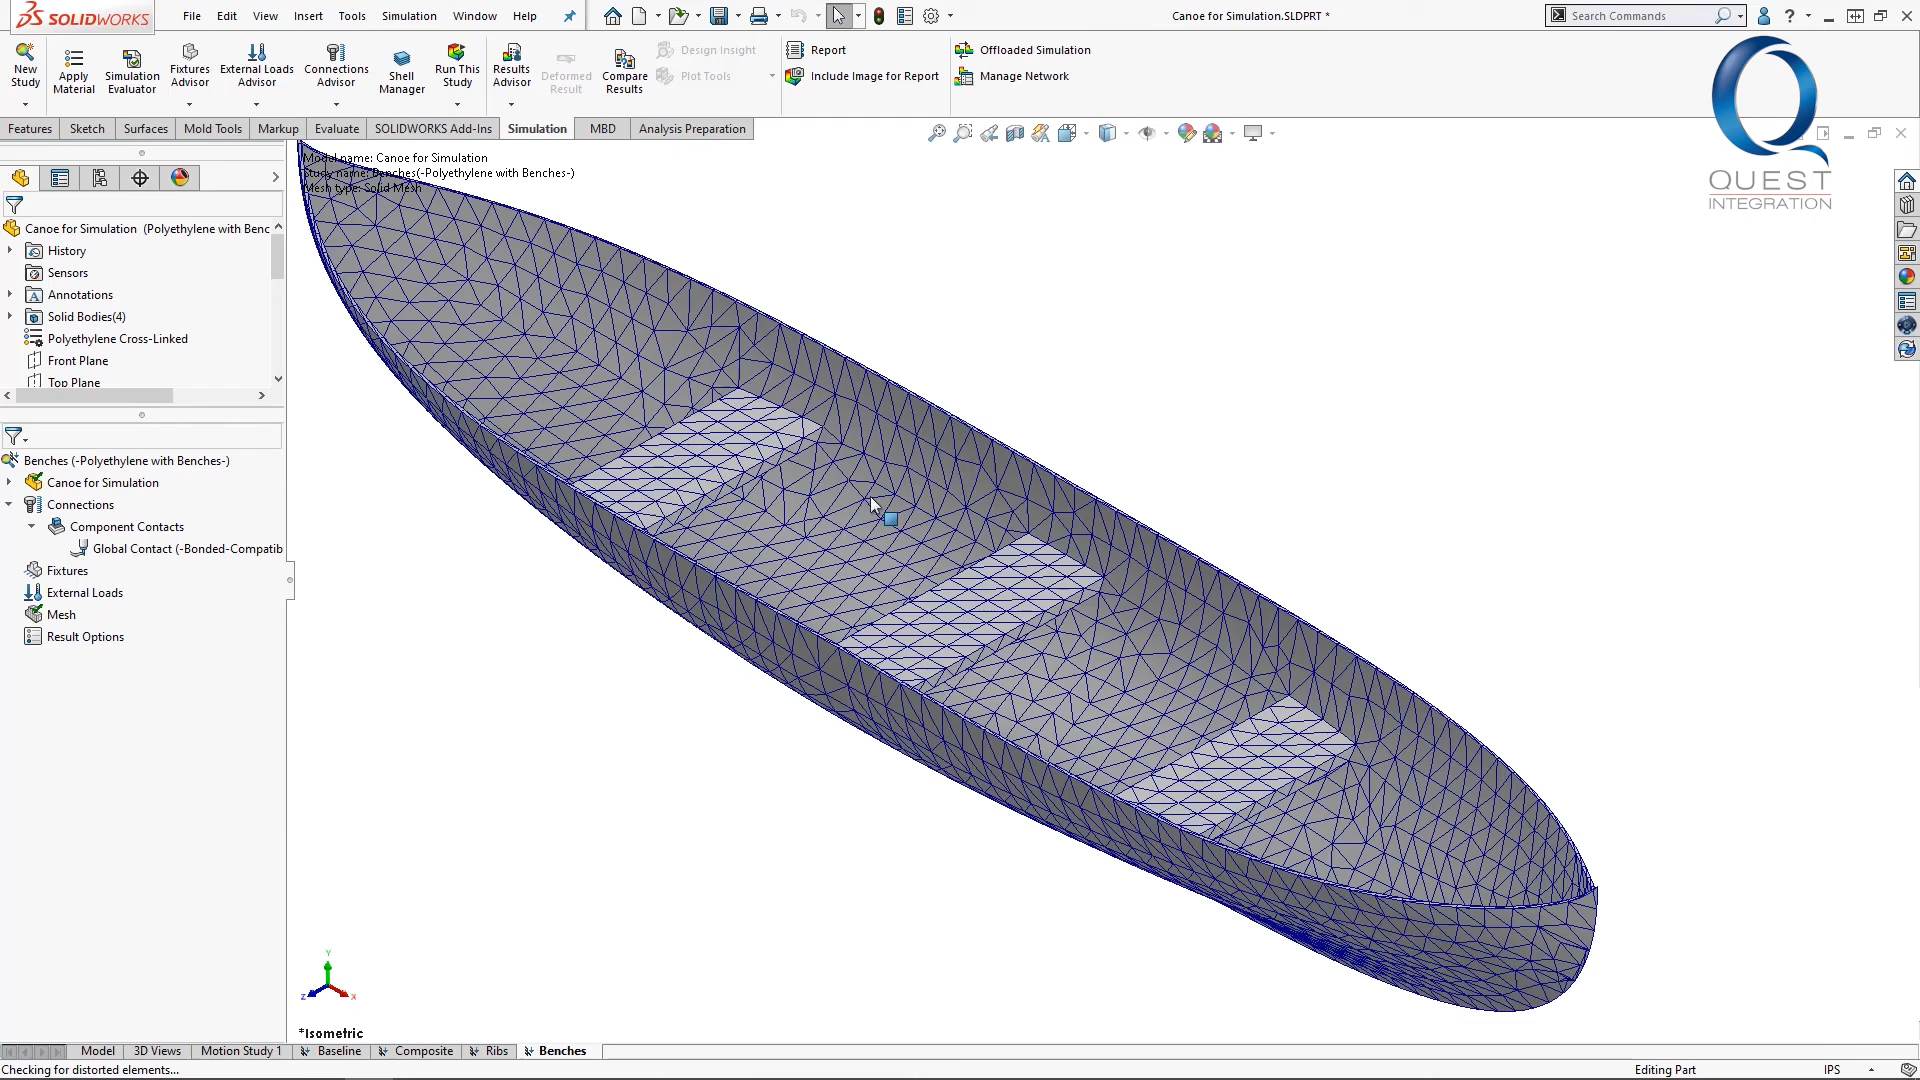 SOLIDWORKS
File Edit View Insert Tools Simulation Window Help
Canoe for Simulation.SLDPRT *
Search Commands
New Study
Apply Material
Simulation Evaluator
Fixtures Advisor
External Loads Advisor
Connections Advisor
Shell Manager
Run This Study
Results Advisor
Deformed Result
Compare Results
Design Insight
Plot Tools
Report
Include Image for Report
Offloaded Simulation
Manage Network
Features Sketch Surfaces Mold Tools Markup Evaluate SOLIDWORKS Add-Ins Simulation MBD Analysis Preparation
QUEST
INTEGRATION
Model name: Canoe for Simulation
Study name: Benches(-Polyethylene with Benches-)
Mesh type: Solid Mesh
Canoe for Simulation (Polyethylene with Benc
History
Sensors
Annotations
Solid Bodies(4)
Polyethylene Cross-Linked
Front Plane
Top Plane
Benches (-Polyethylene with Benches-)
Canoe for Simulation
Connections
Component Contacts
Global Contact (-Bonded-Compatib
Fixtures
External Loads
Mesh
Result Options
Y
Z
X
*Isometric
Model 3D Views Motion Study 1 Baseline Composite Ribs Benches
Checking for distorted elements...
Editing Part
IPS